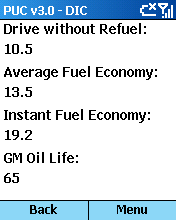 PUC v3.0 - DIC
Drive without Refuel:
10.5
Average Fuel Economy:
13.5
Instant Fuel Economy:
19.2
GM Oil Life:
65
Back Menu